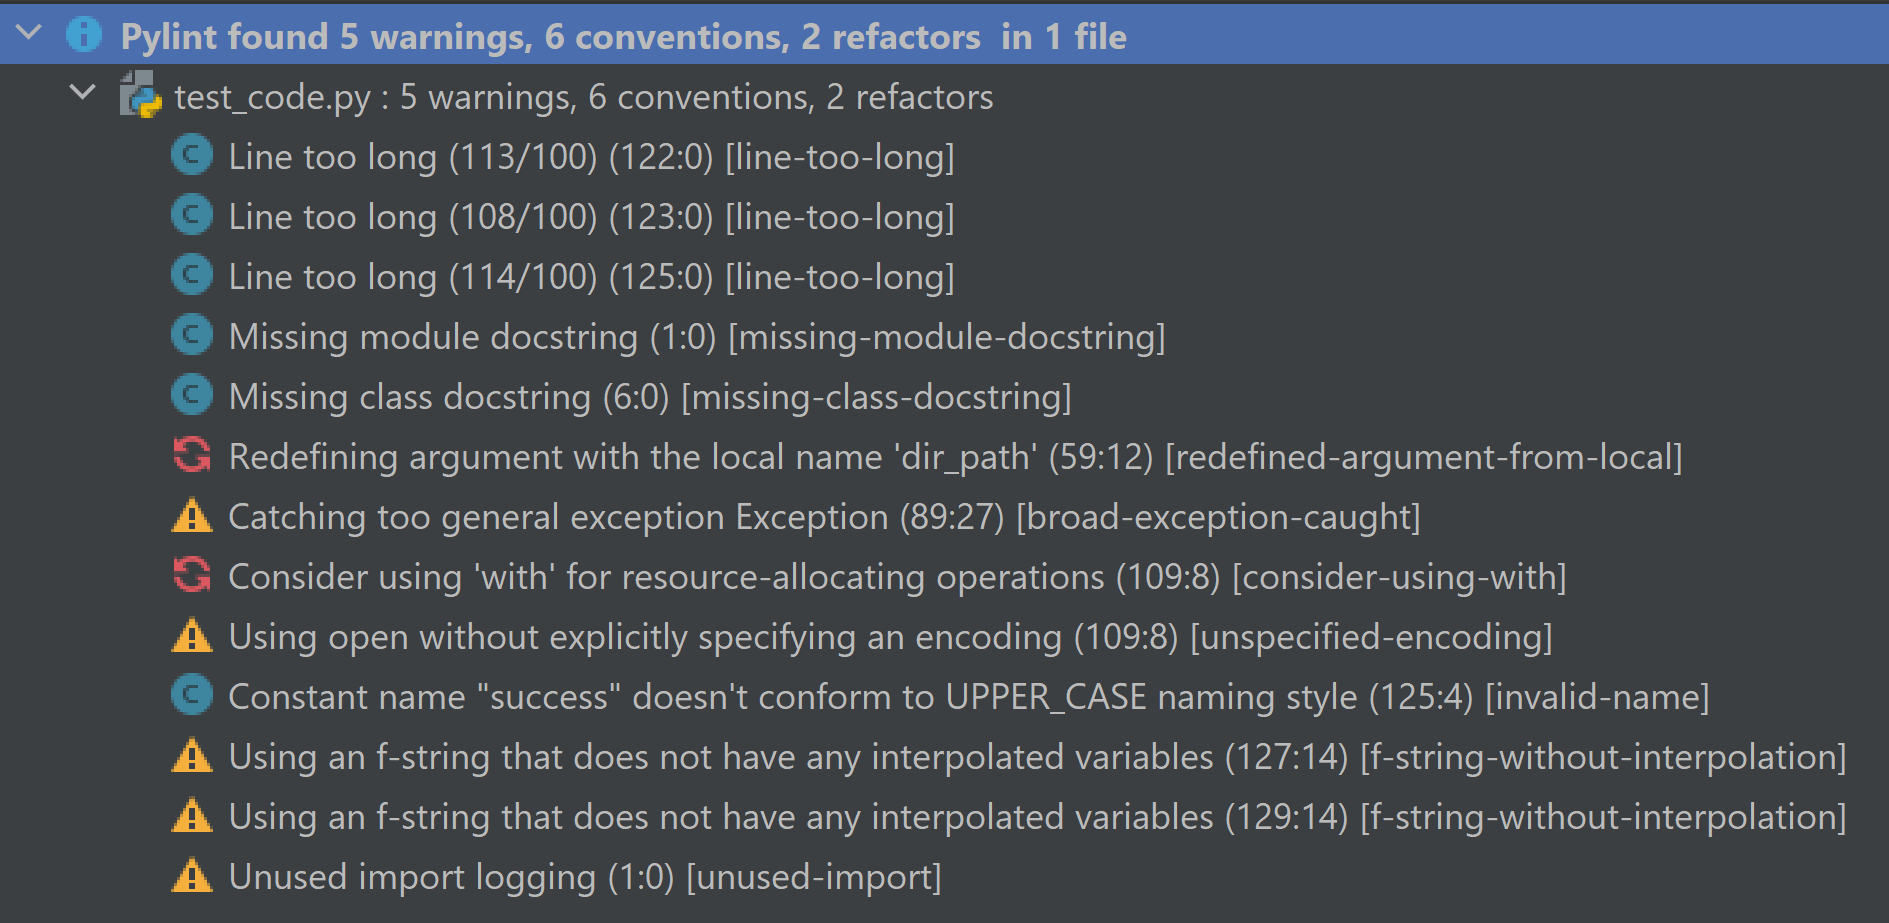 Pylint found 5 warnings, 6 conventions, 2 refactors in 1 file
test_code.py : 5 warnings, 6 conventions, 2 refactors
C Line too long (113/100) (122:0) [line-too-long]
C Line too long (108/100) (123:0) [line-too-long]
C Line too long (114/100) (125:0) [line-too-long]
C Missing module docstring (1:0) [missing-module-docstring]
C Missing class docstring (6:0) [missing-class-docstring]
Redefining argument with the local name 'dir_path' (59:12) [redefined-argument-from-local]
Catching too general exception Exception (89:27) [broad-exception-caught]
Consider using 'with' for resource-allocating operations (109:8) [consider-using-with]
Using open without explicitly specifying an encoding (109:8) [unspecified-encoding]
C Constant name "success" doesn't conform to UPPER_CASE naming style (125:4) [invalid-name]
Using an f-string that does not have any interpolated variables (127:14) [f-string-without-interpolation]
Using an f-string that does not have any interpolated variables (129:14) [f-string-without-interpolation]
Unused import logging (1:0) [unused-import]